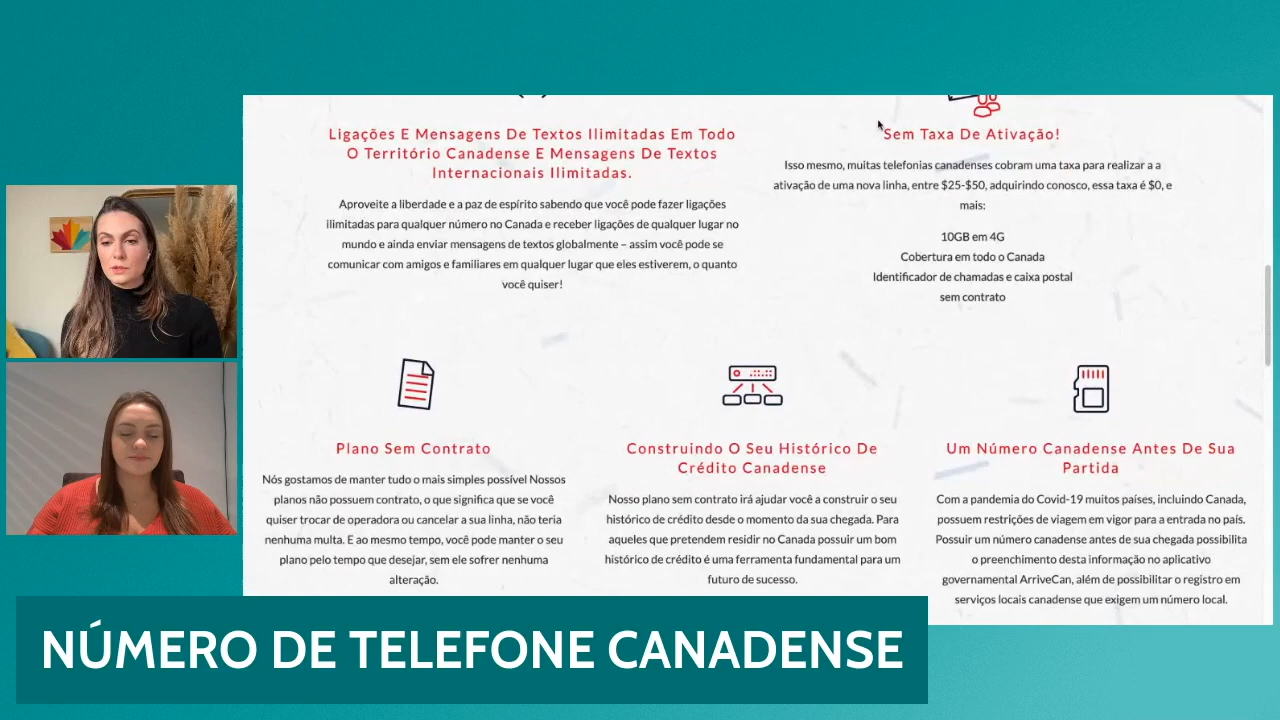 Ligações E Mensagens De Textos Ilimitadas Em Todo
O Território Canadense E Mensagens De Textos
Internacionais Ilimitadas.
Aproveite a liberdade e a paz de espírito sabendo que você pode fazer ligações
ilimitadas para qualquer número no Canada e receber ligações de qualquer lugar no
mundo e ainda enviar mensagens de textos globalmente – assim você pode se
comunicar com amigos e familiares em qualquer lugar que eles estiverem, o quanto
você quiser!
Sem Taxa De Ativação!
Isso mesmo, muitas telefonias canadenses cobram uma taxa para realizar a a
ativação de uma nova linha, entre $25-$50, adquirindo conosco, essa taxa é $0, e
mais:
10GB em 4G
Cobertura em todo o Canada
Identificador de chamadas e caixa postal
sem contrato
Plano Sem Contrato
Nós gostamos de manter tudo o mais simples possível Nossos
planos não possuem contrato, o que significa que se você
quiser trocar de operadora ou cancelar a sua linha, não teria
nenhuma multa. E ao mesmo tempo, você pode manter o seu
plano pelo tempo que desejar, sem ele sofrer nenhuma
alteração.
Construindo O Seu Histórico De
Crédito Canadense
Nosso plano sem contrato irá ajudar você a construir o seu
histórico de crédito desde o momento da sua chegada. Para
aqueles que pretendem residir no Canada possuir um bom
histórico de crédito é uma ferramenta fundamental para um
futuro de sucesso.
Um Número Canadense Antes De Sua
Partida
Com a pandemia do Covid-19 muitos países, incluindo Canada,
possuem restrições de viagem em vigor para a entrada no país.
Possuir um número canadense antes de sua chegada possibilita
o preenchimento desta informação no aplicativo
governamental ArriveCan, além de possibilitar o registro em
serviços locais canadense que exigem um número local.
NÚMERO DE TELEFONE CANADENSE